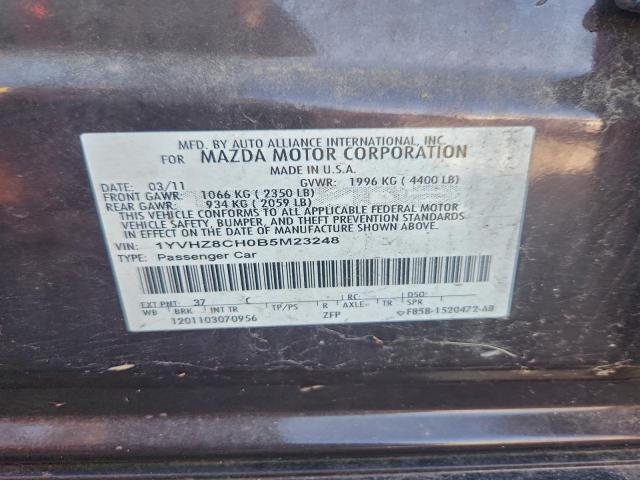 MFD. BY AUTO ALLIANCE INTERNATIONAL, INC.
FOR MAZDA MOTOR CORPORATION
MADE IN U.S.A.
DATE: 03/11 GVWR: 1996 KG ( 4400 LB)
FRONT GAWR: 1066 KG ( 2350 LB)
REAR GAWR: 934 KG ( 2059 LB)
THIS VEHICLE CONFORMS TO ALL APPLICABLE FEDERAL MOTOR
VEHICLE SAFETY, BUMPER, AND THEFT PREVENTION STANDARDS
IN EFFECT ON THE DATE OF MANUFACTURE SHOWN ABOVE.
VIN: 1YVHZ8CH0B5M23248
TYPE: Passenger Car
EXT PNT: 37 RC: DSO:
WB BRK INT TR TP/PS R AXLE TR SPR
1201103070956 ZFP F85B-1520472-AB